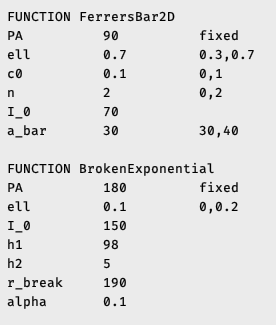 FUNCTION FerrersBar2D
PA 90 fixed
ell 0.7 0.3,0.7
c0 0.1 0,1
n 2 0,2
I_0 70
a_bar 30 30,40
FUNCTION BrokenExponential
PA 180 fixed
ell 0.1 0,0.2
I_0 150
h1 98
h2 5
r_break 190
alpha 0.1